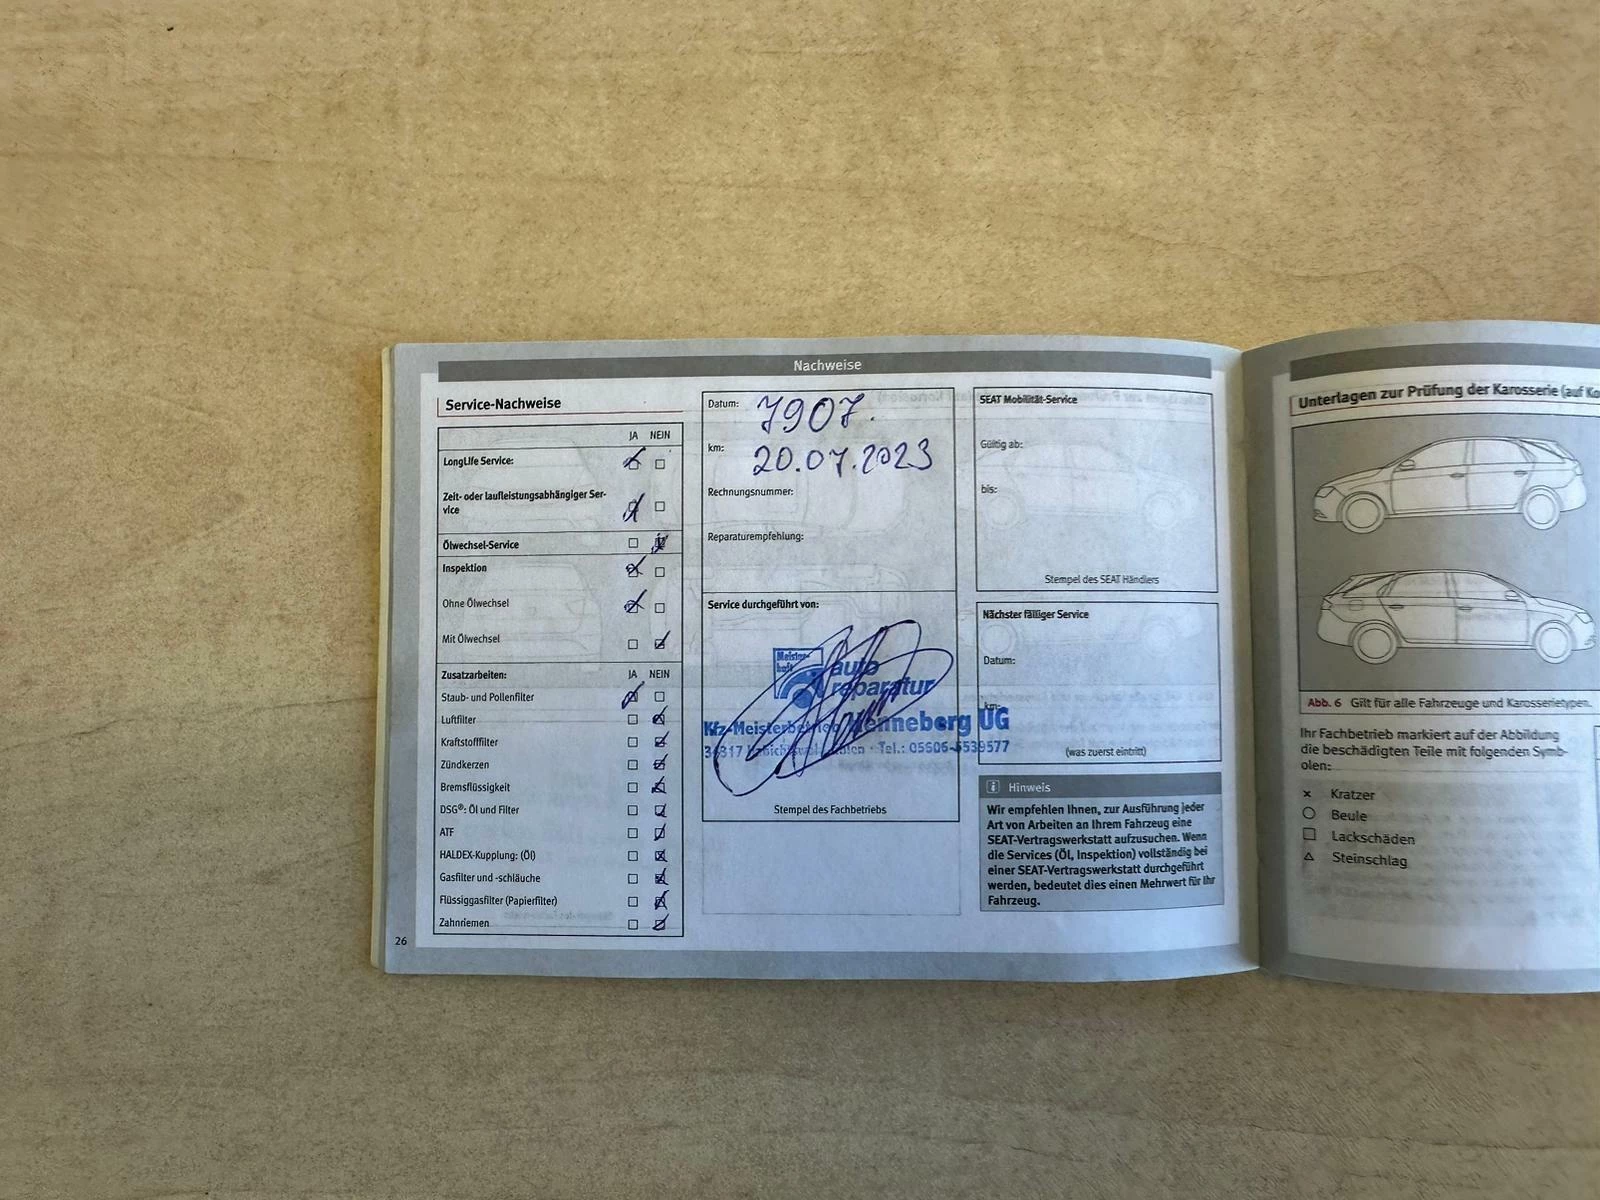 Nachweise
Service-Nachweise
JA NEIN
LongLife Service:
Zeit- oder laufleistungsabhängiger Ser-
vice
Ölwechsel-Service
Inspektion
Ohne Ölwechsel
Mit Ölwechsel
Zusatzarbeiten: JA NEIN
Staub- und Pollenfilter
Luftfilter
Kraftstofffilter
Zündkerzen
Bremsflüssigkeit
DSG®: Öl und Filter
ATF
HALDEX-Kupplung: (Öl)
Gasfilter und -schläuche
Flüssiggasfilter (Papierfilter)
Zahnriemen
26
Datum: 7907.
km: 20.07.2023
Rechnungsnummer:
Reparaturempfehlung:
Service durchgeführt von:
Meister-
haft
auto
reparatur
Kfz-Meisterbetrieb Henneberg UG
Tel.: 05606-5539577
Stempel des Fachbetriebs
SEAT Mobilität-Service
Gültig ab:
bis:
Stempel des SEAT Händlers
Nächster fälliger Service
Datum:
km:
(was zuerst eintritt)
i Hinweis
Wir empfehlen Ihnen, zur Ausführung jeder
Art von Arbeiten an Ihrem Fahrzeug eine
SEAT-Vertragswerkstatt aufzusuchen. Wenn
die Services (Öl, Inspektion) vollständig bei
einer SEAT-Vertragswerkstatt durchgeführt
werden, bedeutet dies einen Mehrwert für Ihr
Fahrzeug.
Unterlagen zur Prüfung der Karosserie (auf
Abb. 6 Gilt für alle Fahrzeuge und Karosserietypen.
Ihr Fachbetrieb markiert auf der Abbildung
die beschädigten Teile mit folgenden Symb-
olen:
× Kratzer
○ Beule
□ Lackschäden
△ Steinschlag